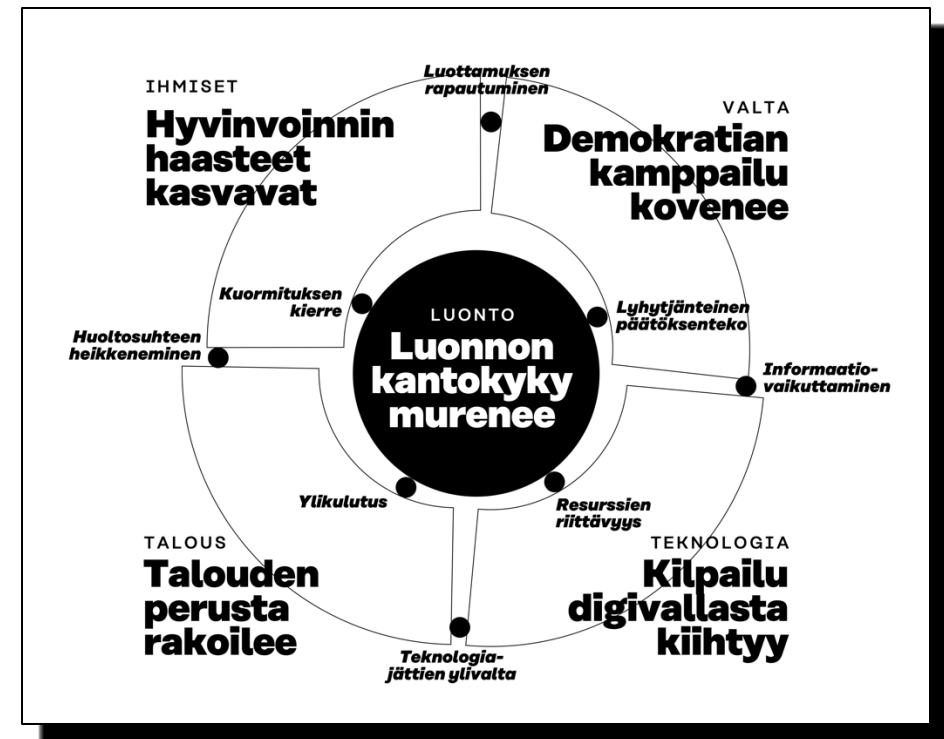 IHMISET
Hyvinvoinnin
haasteet
kasvavat
Luottamuksen
rapautuminen
VALTA
Demokratian
kamppailu
kovenee
Kuormituksen
kierre
Huoltosuhteen
heikkeneminen
LUONTO
Luonnon
kantokyky
murenee
Lyhytjänteinen
päätöksenteko
Informaatio-
vaikuttaminen
Ylikulutus
Resurssien
riittävyys
TALOUS
Talouden
perusta
rakoilee
TEKNOLOGIA
Kilpailu
digivallasta
kiihtyy
Teknologia-
jättien ylivalta